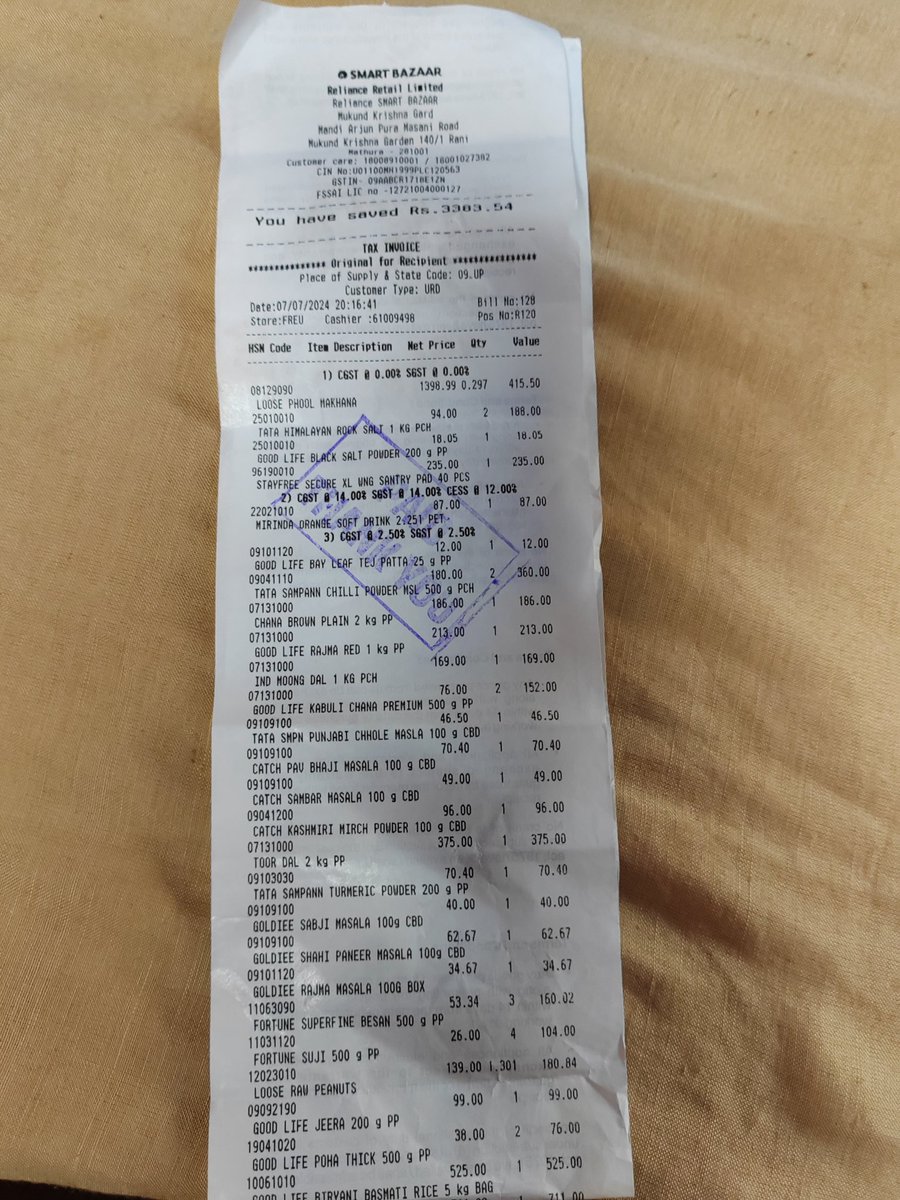 SMART BAZAAR
Reliance Retail Limited
Reliance SMART BAZAAR
Mukund Krishna Gard
Mandi Arjun Pura Masani Road
Mukund Krishna Garden 140/1 Rani
Mathura - 281001
Customer care: 18008910001 / 18001027382
CIN No:U01100MH1999PLC120563
GSTIN- 09AABCR1718E1ZN
FSSAI LIC no -12721004000127
You have saved Rs.3383.54
TAX INVOICE
*************** Original for Recipient ****************
Place of Supply & State Code: 09.UP
Customer Type: URD
Date:07/07/2024 20:16:41 Bill No:128
Store:FREU Cashier :61009498 Pos No:R120
HSN Code Item Description Net Price Qty Value
1) CGST @ 0.00% SGST @ 0.00%
08129090 1398.99 0.297 415.50
LOOSE PHOOL MAKHANA
25010010 94.00 2 188.00
TATA HIMALAYAN ROCK SALT 1 KG PCH
25010010 18.05 1 18.05
GOOD LIFE BLACK SALT POWDER 200 g PP
96190010 235.00 1 235.00
STAYFREE SECURE XL WNG SANTRY PAD 40 PCS
2) CGST @ 14.00% SGST @ 14.00% CESS @ 12.00%
22021010 87.00 1 87.00
MIRINDA ORANGE SOFT DRINK 2.25l PET
3) CGST @ 2.50% SGST @ 2.50%
09101120 12.00 1 12.00
GOOD LIFE BAY LEAF TEJ PATTA 25 g PP
09041110 180.00 2 360.00
TATA SAMPANN CHILLI POWDER MSL 500 g PCH
07131000 186.00 1 186.00
CHANA BROWN PLAIN 2 kg PP
07131000 213.00 1 213.00
GOOD LIFE RAJMA RED 1 kg PP
07131000 169.00 1 169.00
IND MOONG DAL 1 KG PCH
07131000 76.00 2 152.00
GOOD LIFE KABULI CHANA PREMIUM 500 g PP
09109100 46.50 1 46.50
TATA SMPN PUNJABI CHHOLE MASLA 100 g CBD
09109100 70.40 1 70.40
CATCH PAV BHAJI MASALA 100 g CBD
09109100 49.00 1 49.00
CATCH SAMBAR MASALA 100 g CBD
09041200 96.00 1 96.00
CATCH KASHMIRI MIRCH POWDER 100 g CBD
07131000 375.00 1 375.00
TOOR DAL 2 kg PP
09103030 70.40 1 70.40
TATA SAMPANN TURMERIC POWDER 200 g PP
09109100 40.00 1 40.00
GOLDIEE SABJI MASALA 100g CBD
09109100 62.67 1 62.67
GOLDIEE SHAHI PANEER MASALA 100g CBD
09101120 34.67 1 34.67
GOLDIEE RAJMA MASALA 100G BOX
11063090 53.34 3 160.02
FORTUNE SUPERFINE BESAN 500 g PP
11031120 26.00 4 104.00
FORTUNE SUJI 500 g PP
12023010 139.00 1.301 180.84
LOOSE RAW PEANUTS
09092190 99.00 1 99.00
GOOD LIFE JEERA 200 g PP
19041020 38.00 2 76.00
GOOD LIFE POHA THICK 500 g PP
10061010 525.00 1 525.00
GOOD LIFE BIRYANI BASMATI RICE 5 kg BAG
711.00 1 711.00
THANK YOU